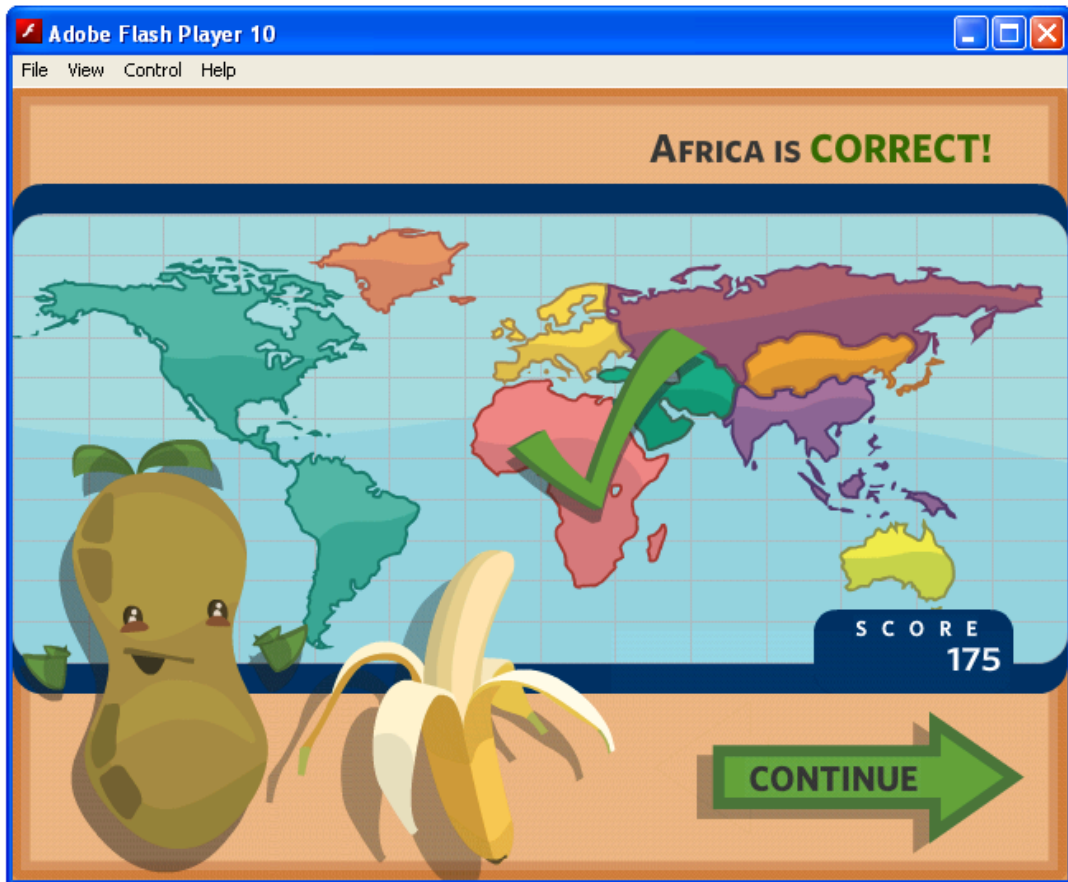 Adobe Flash Player 10
File View Control Help
AFRICA IS CORRECT!
SCORE
175
CONTINUE